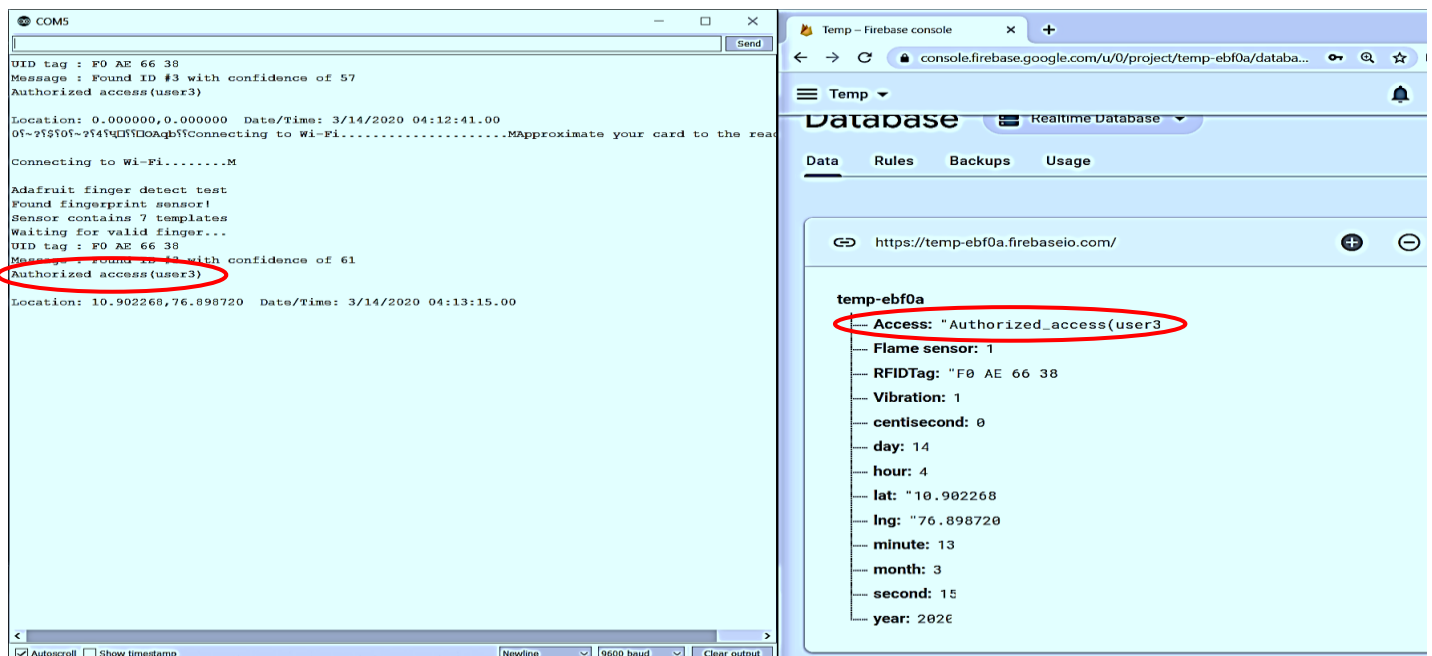 COM5
Send
UID tag : F0 AE 66 38
Message : Found ID #3 with confidence of 57
Authorized access(user3)
Location: 0.000000,0.000000 Date/Time: 3/14/2020 04:12:41.00
Connecting to Wi-Fi.....................MApproximate your card to the reac
Connecting to Wi-Fi........M
Adafruit finger detect test
Found fingerprint sensor!
Sensor contains 7 templates
Waiting for valid finger...
UID tag : F0 AE 66 38
Message : Found ID #3 with confidence of 61
Authorized access(user3)
Location: 10.902268,76.898720 Date/Time: 3/14/2020 04:13:15.00
Autoscroll Show timestamp
Newline
9600 baud
Clear output
Temp – Firebase console
console.firebase.google.com/u/0/project/temp-ebf0a/databa...
Temp
Database
Realtime Database
Data Rules Backups Usage
https://temp-ebf0a.firebaseio.com/
temp-ebf0a
Access: "Authorized_access(user3
Flame sensor: 1
RFIDTag: "F0 AE 66 38
Vibration: 1
centisecond: 0
day: 14
hour: 4
lat: "10.902268
lng: "76.898720
minute: 13
month: 3
second: 15
year: 2020